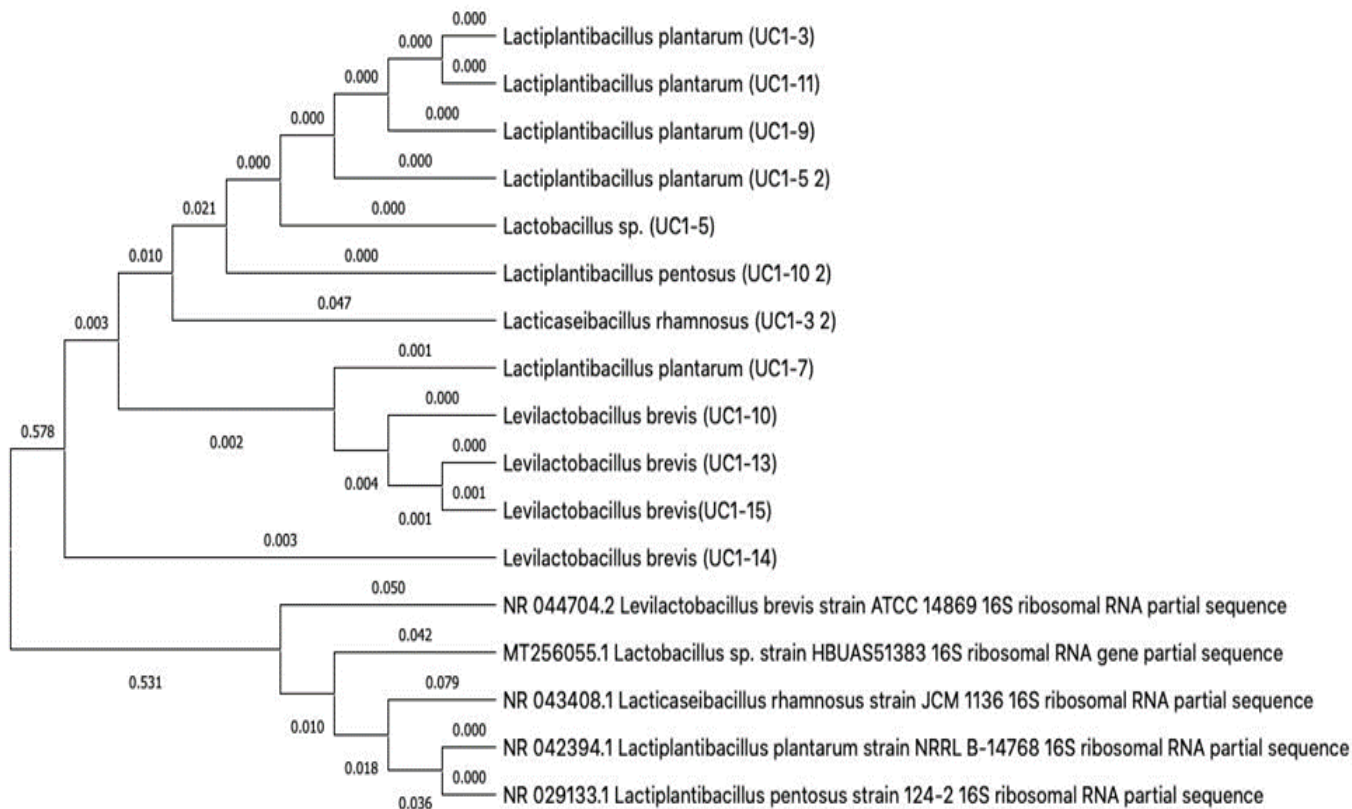 0.000
0.000 Lactiplantibacillus plantarum (UC1-3)
0.000
0.000 Lactiplantibacillus plantarum (UC1-11)
0.000
0.000 Lactiplantibacillus plantarum (UC1-9)
0.000
0.000 Lactiplantibacillus plantarum (UC1-5 2)
0.021
0.000 Lactobacillus sp. (UC1-5)
0.010
0.000 Lactiplantibacillus pentosus (UC1-10 2)
0.003
0.047 Lacticaseibacillus rhamnosus (UC1-3 2)
0.001 Lactiplantibacillus plantarum (UC1-7)
0.578
0.002
0.000 Levilactobacillus brevis (UC1-10)
0.004
0.000 Levilactobacillus brevis (UC1-13)
0.001
0.001 Levilactobacillus brevis(UC1-15)
0.003 Levilactobacillus brevis (UC1-14)
0.050 NR 044704.2 Levilactobacillus brevis strain ATCC 14869 16S ribosomal RNA partial sequence
0.531
0.042 MT256055.1 Lactobacillus sp. strain HBUAS51383 16S ribosomal RNA gene partial sequence
0.010
0.079 NR 043408.1 Lacticaseibacillus rhamnosus strain JCM 1136 16S ribosomal RNA partial sequence
0.018
0.000 NR 042394.1 Lactiplantibacillus plantarum strain NRRL B-14768 16S ribosomal RNA partial sequence
0.036
0.000 NR 029133.1 Lactiplantibacillus pentosus strain 124-2 16S ribosomal RNA partial sequence